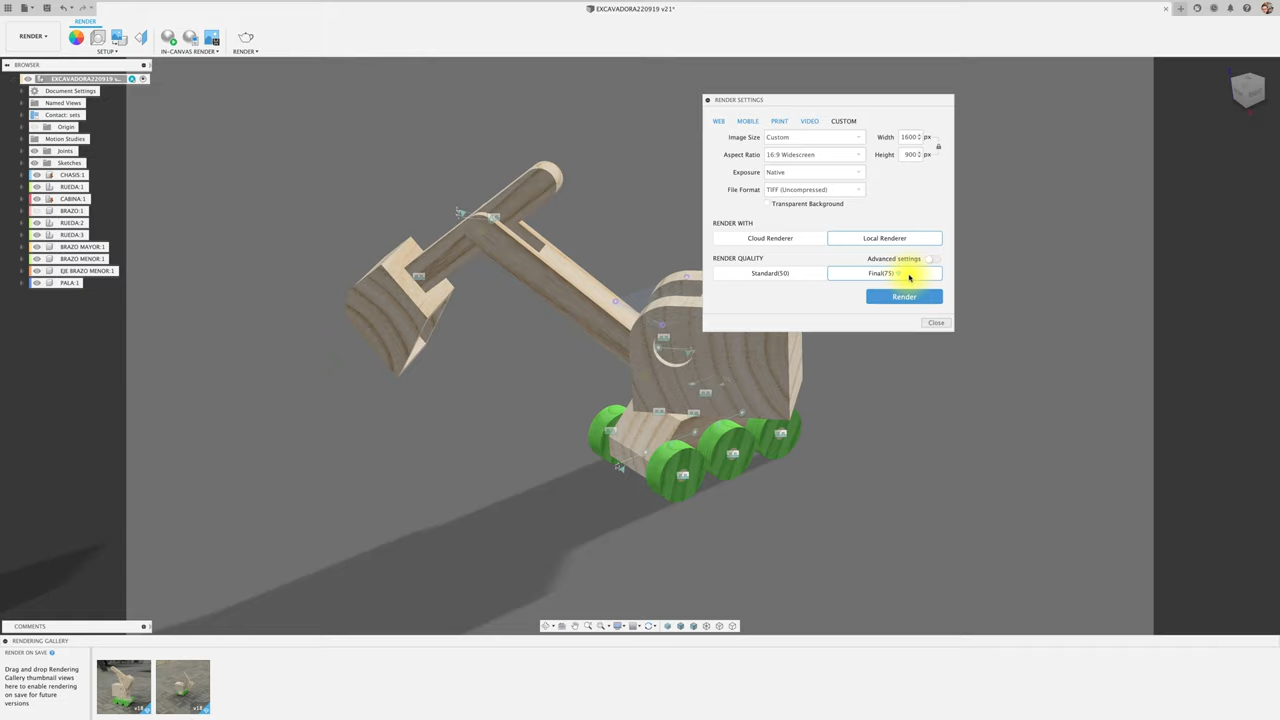 EXCAVADORA220919 v21*
RENDER
RENDER
SETUP
IN-CANVAS RENDER
RENDER
BROWSER
EXCAVADORA220919 v...
Document Settings
Named Views
Contact: sets
Origin
Motion Studies
Joints
Sketches
CHASIS:1
RUEDA:1
CABINA:1
BRAZO:1
RUEDA:2
RUEDA:3
BRAZO MAYOR:1
BRAZO MENOR:1
EJE BRAZO MENOR:1
PALA:1
RENDER SETTINGS
WEB MOBILE PRINT VIDEO CUSTOM
Image Size Custom Width 1600 px
Aspect Ratio 16:9 Widescreen Height 900 px
Exposure Native
File Format TIFF (Uncompressed)
Transparent Background
RENDER WITH
Cloud Renderer Local Renderer
RENDER QUALITY Advanced settings
Standard(50) Final(75)
Render
Close
COMMENTS
RENDERING GALLERY
RENDER ON SAVE
Drag and drop Rendering
Gallery thumbnail views
here to enable rendering
on save for future
versions
v18
v18